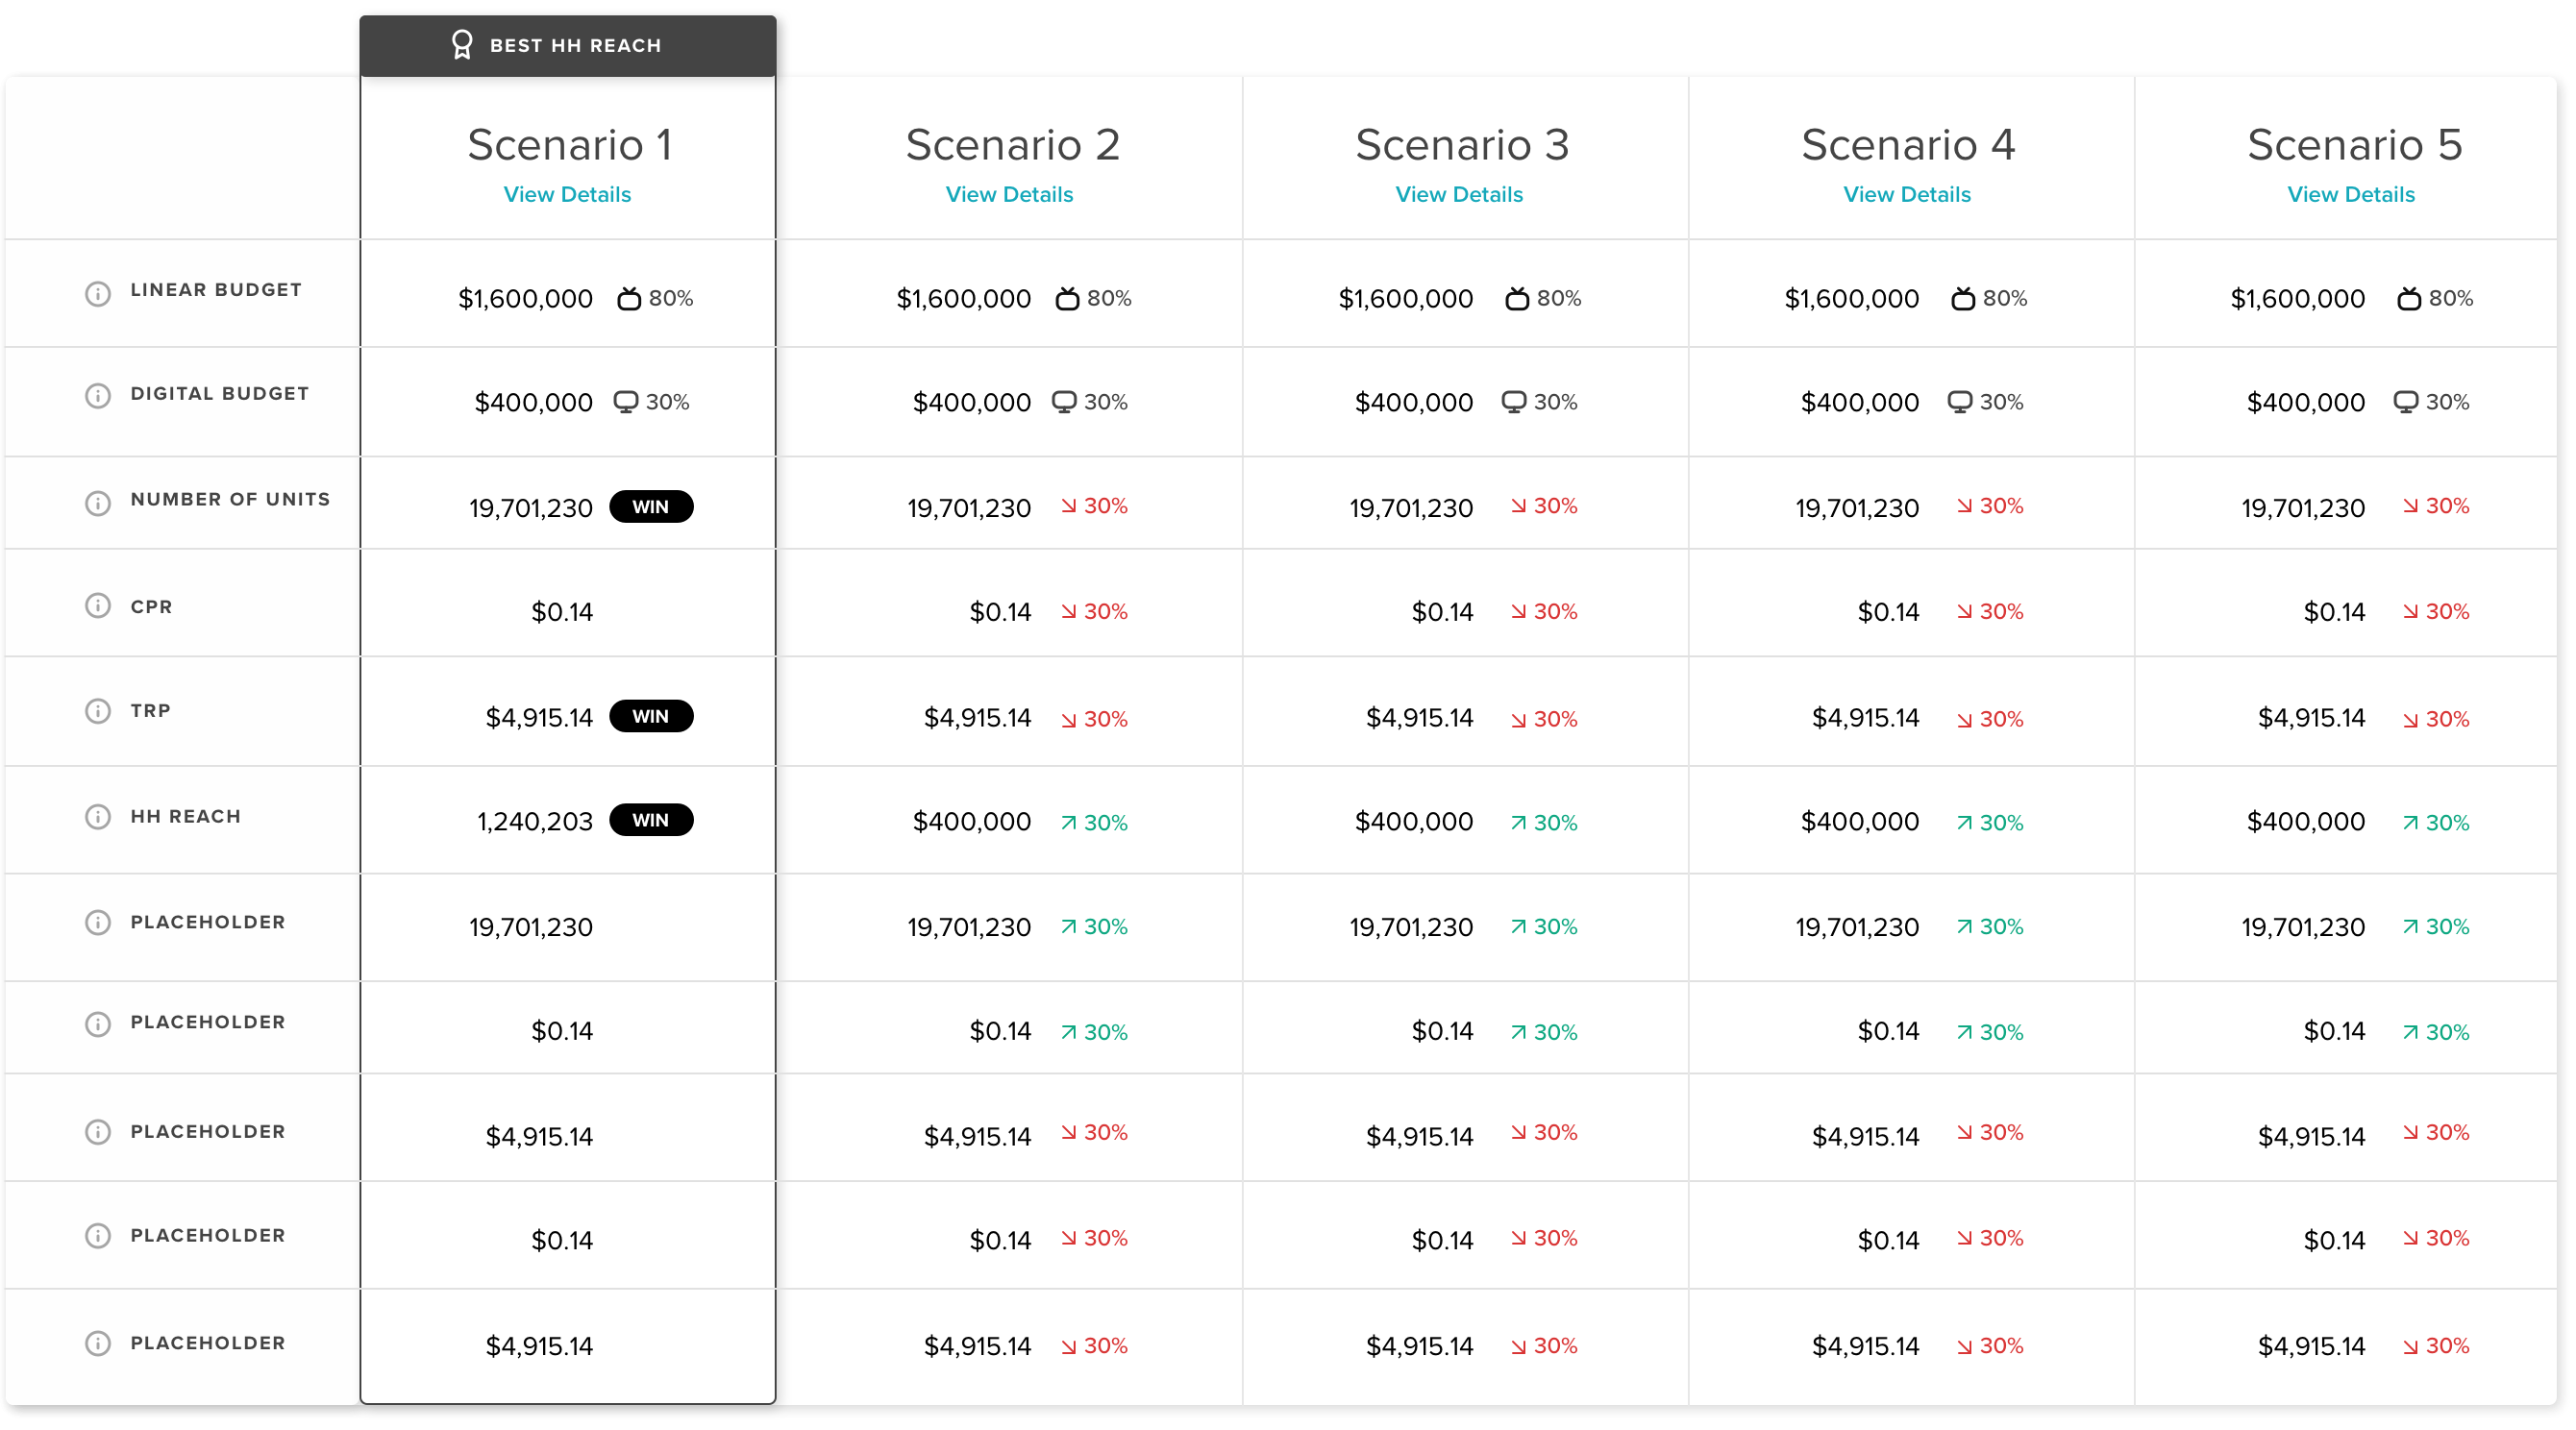 BEST HH REACH
Scenario 1 Scenario 2 Scenario 3 Scenario 4 Scenario 5
View Details View Details View Details View Details View Details
LINEAR BUDGET $1,600,000 80% $1,600,000 80% $1,600,000 80% $1,600,000 80% $1,600,000 80%
DIGITAL BUDGET $400,000 30% $400,000 30% $400,000 30% $400,000 30% $400,000 30%
NUMBER OF UNITS 19,701,230 WIN 19,701,230 30% 19,701,230 30% 19,701,230 30% 19,701,230 30%
CPR $0.14 $0.14 30% $0.14 30% $0.14 30% $0.14 30%
TRP $4,915.14 WIN $4,915.14 30% $4,915.14 30% $4,915.14 30% $4,915.14 30%
HH REACH 1,240,203 WIN $400,000 30% $400,000 30% $400,000 30% $400,000 30%
PLACEHOLDER 19,701,230 19,701,230 30% 19,701,230 30% 19,701,230 30% 19,701,230 30%
PLACEHOLDER $0.14 $0.14 30% $0.14 30% $0.14 30% $0.14 30%
PLACEHOLDER $4,915.14 $4,915.14 30% $4,915.14 30% $4,915.14 30% $4,915.14 30%
PLACEHOLDER $0.14 $0.14 30% $0.14 30% $0.14 30% $0.14 30%
PLACEHOLDER $4,915.14 $4,915.14 30% $4,915.14 30% $4,915.14 30% $4,915.14 30%